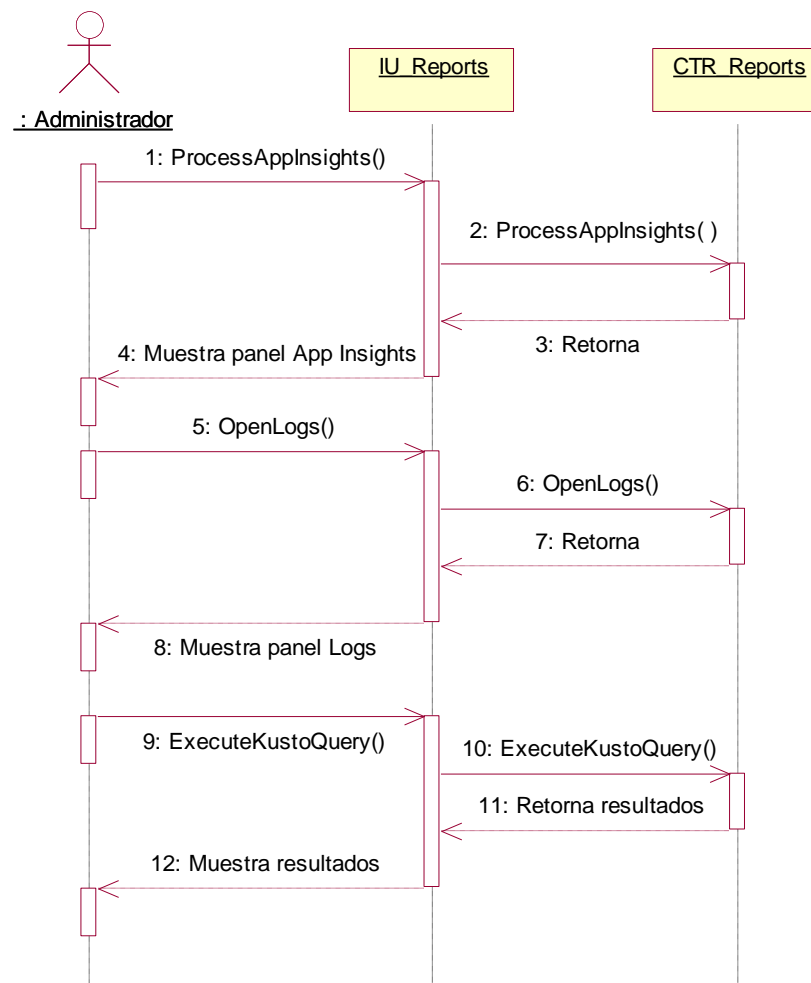 IU_Reports
CTR_Reports
: Administrador
1: ProcessAppInsights()
2: ProcessAppInsights( )
3: Retorna
4: Muestra panel App Insights
5: OpenLogs()
6: OpenLogs()
7: Retorna
8: Muestra panel Logs
9: ExecuteKustoQuery()
10: ExecuteKustoQuery()
11: Retorna resultados
12: Muestra resultados